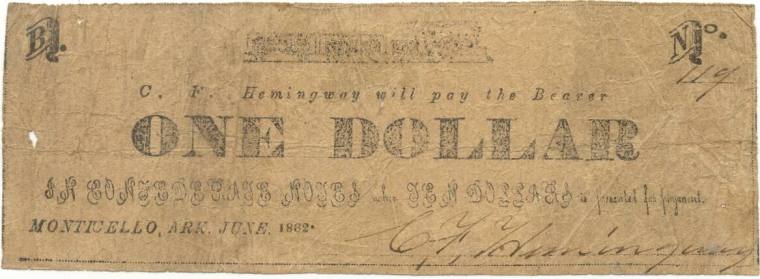 B.
No.
119
C. F. Hemingway will pay the Bearer
ONE DOLLAR
IN CONFEDERATE NOTES when TEN DOLLARS is presented for payment.
MONTICELLO, ARK. JUNE, 1862.
C. F. Hemingway